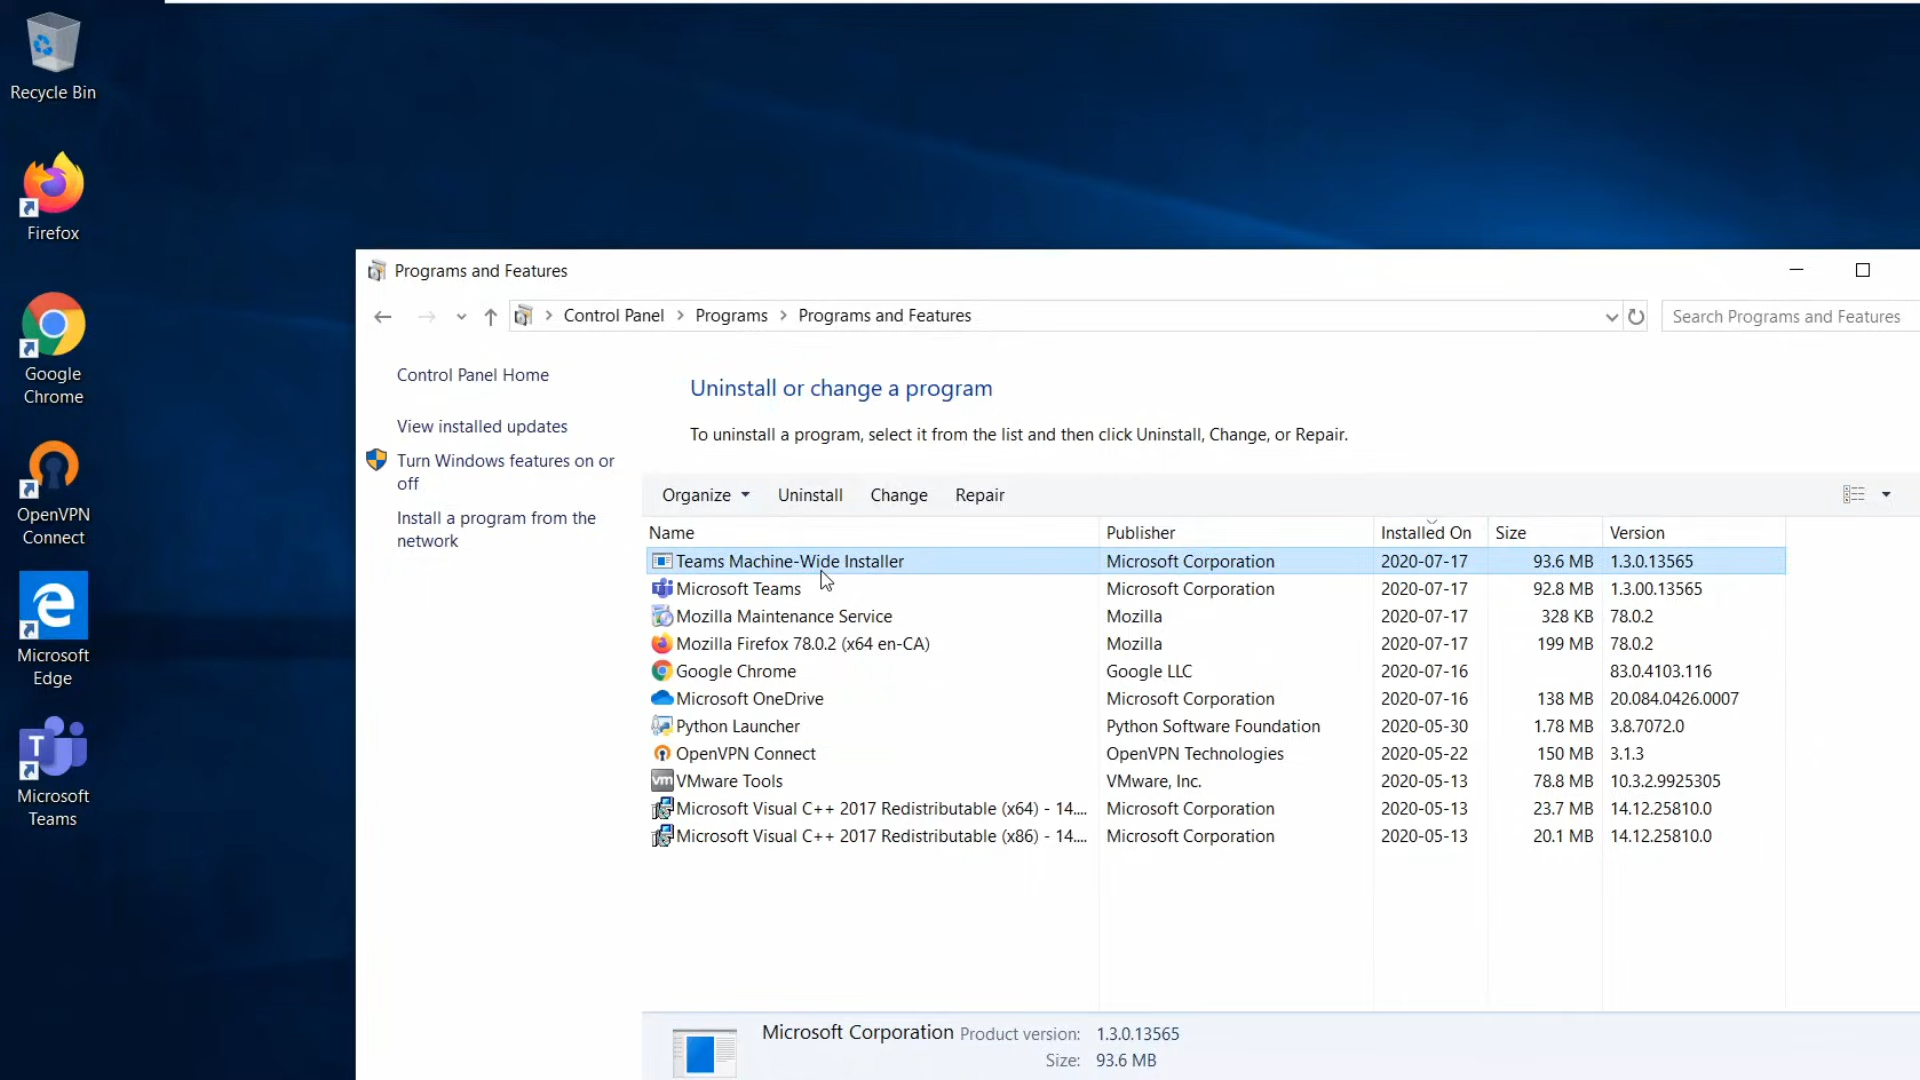 Recycle Bin
Firefox
Google
Chrome
OpenVPN
Connect
Microsoft
Edge
Microsoft
Teams
Programs and Features
Control Panel > Programs > Programs and Features
Search Programs and Features
Control Panel Home
View installed updates
Turn Windows features on or
off
Install a program from the
network
Uninstall or change a program
To uninstall a program, select it from the list and then click Uninstall, Change, or Repair.
Organize Uninstall Change Repair
Name Publisher Installed On Size Version
Teams Machine-Wide Installer Microsoft Corporation 2020-07-17 93.6 MB 1.3.0.13565
Microsoft Teams Microsoft Corporation 2020-07-17 92.8 MB 1.3.00.13565
Mozilla Maintenance Service Mozilla 2020-07-17 328 KB 78.0.2
Mozilla Firefox 78.0.2 (x64 en-CA) Mozilla 2020-07-17 199 MB 78.0.2
Google Chrome Google LLC 2020-07-16 83.0.4103.116
Microsoft OneDrive Microsoft Corporation 2020-07-16 138 MB 20.084.0426.0007
Python Launcher Python Software Foundation 2020-05-30 1.78 MB 3.8.7072.0
OpenVPN Connect OpenVPN Technologies 2020-05-22 150 MB 3.1.3
vm VMware Tools VMware, Inc. 2020-05-13 78.8 MB 10.3.2.9925305
Microsoft Visual C++ 2017 Redistributable (x64) - 14.... Microsoft Corporation 2020-05-13 23.7 MB 14.12.25810.0
Microsoft Visual C++ 2017 Redistributable (x86) - 14.... Microsoft Corporation 2020-05-13 20.1 MB 14.12.25810.0
Microsoft Corporation Product version: 1.3.0.13565
Size: 93.6 MB